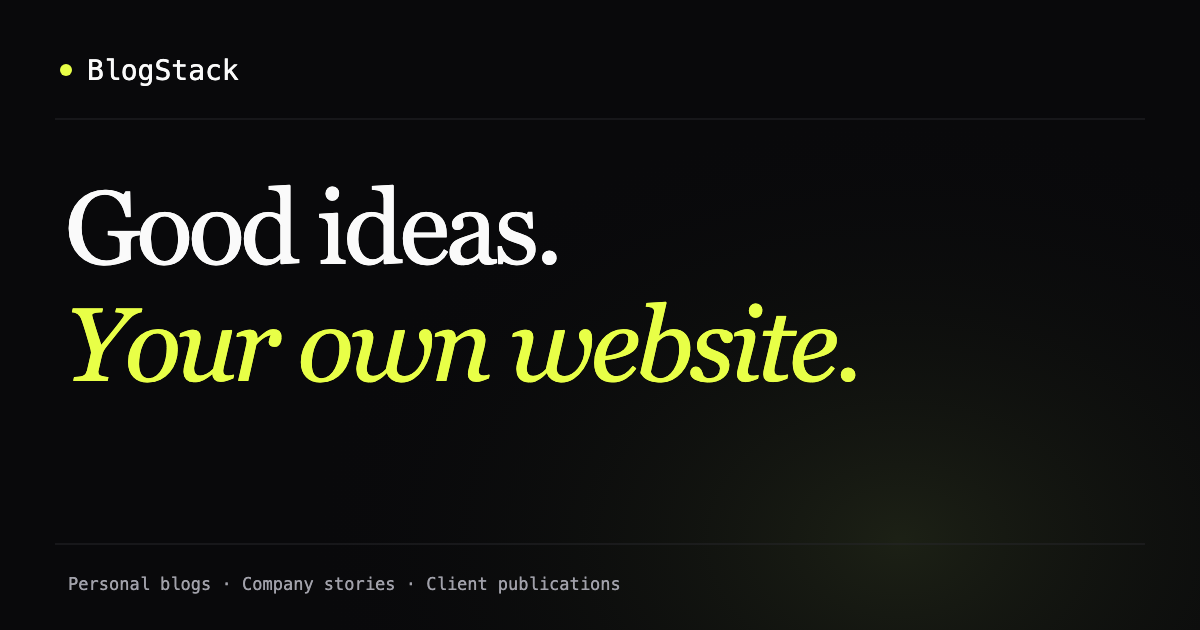 BlogStack
Good ideas.
Your own website.
Personal blogs · Company stories · Client publications